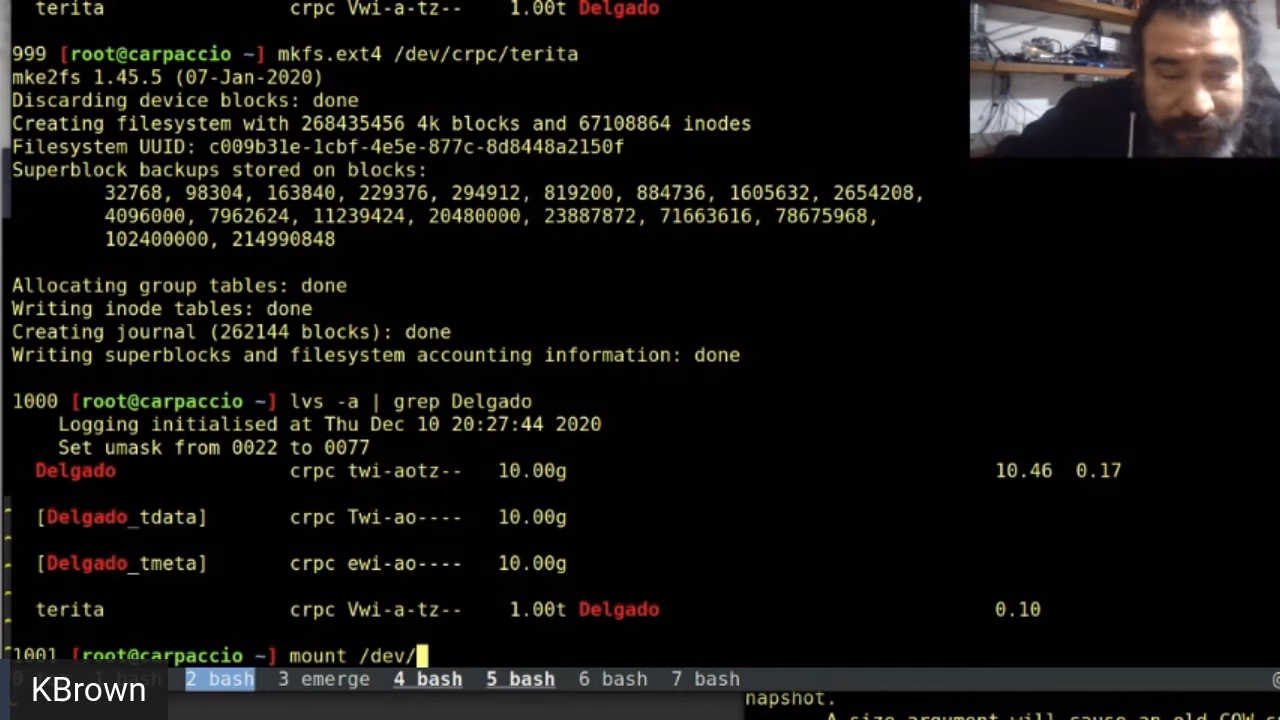 terita crpc Vwi-a-tz-- 1.00t Delgado
999 [root@carpaccio ~] mkfs.ext4 /dev/crpc/terita
mke2fs 1.45.5 (07-Jan-2020)
Discarding device blocks: done
Creating filesystem with 268435456 4k blocks and 67108864 inodes
Filesystem UUID: c009b31e-1cbf-4e5e-877c-8d8448a2150f
Superblock backups stored on blocks:
32768, 98304, 163840, 229376, 294912, 819200, 884736, 1605632, 2654208,
4096000, 7962624, 11239424, 20480000, 23887872, 71663616, 78675968,
102400000, 214990848
Allocating group tables: done
Writing inode tables: done
Creating journal (262144 blocks): done
Writing superblocks and filesystem accounting information: done
1000 [root@carpaccio ~] lvs -a | grep Delgado
Logging initialised at Thu Dec 10 20:27:44 2020
Set umask from 0022 to 0077
Delgado crpc twi-aotz-- 10.00g 10.46 0.17
[Delgado_tdata] crpc Twi-ao---- 10.00g
[Delgado_tmeta] crpc ewi-ao---- 10.00g
terita crpc Vwi-a-tz-- 1.00t Delgado 0.10
1001 [root@carpaccio ~] mount /dev/
bash 2 bash 3 emerge 4 bash 5 bash 6 bash 7 bash
KBrown
napshot.
A size argument will cause an old COW